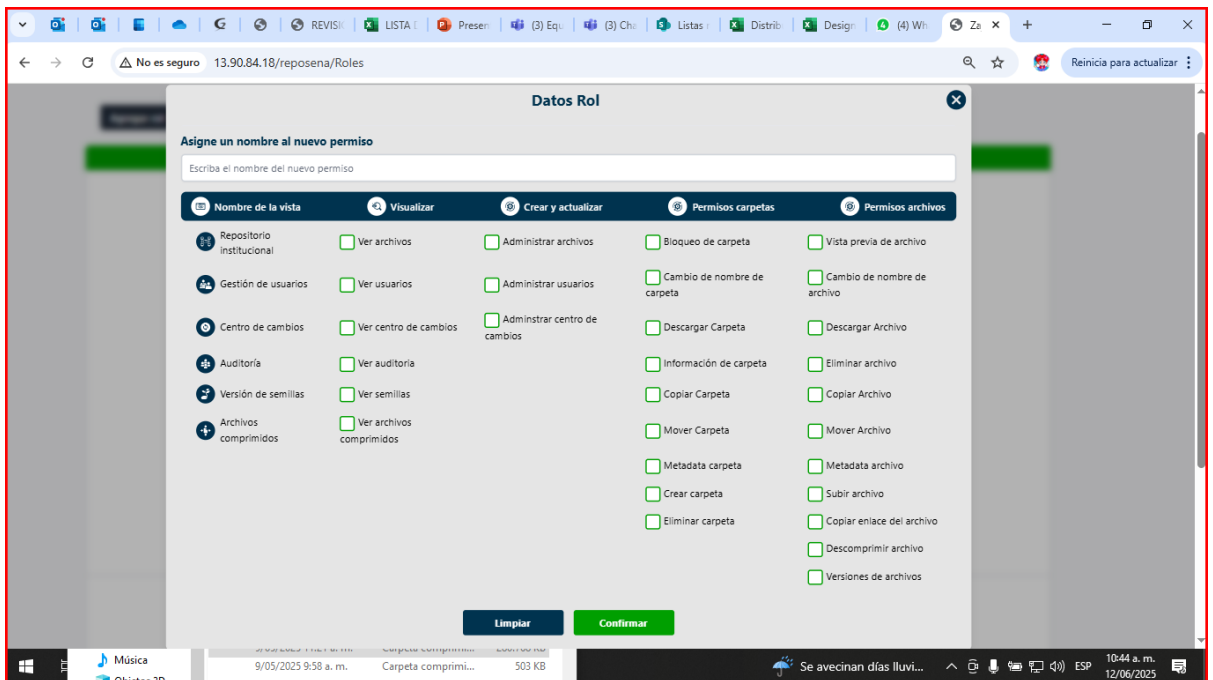 REVISIO
LISTA D
Presen
(3) Equ
(3) Cha
Listas r
Distrib
Design
(4) Wh
Za
No es seguro 13.90.84.18/reposena/Roles
Reinicia para actualizar
Datos Rol
Asigne un nombre al nuevo permiso
Escriba el nombre del nuevo permiso
Nombre de la vista Visualizar Crear y actualizar Permisos carpetas Permisos archivos
Repositorio
institucional
Ver archivos
Administrar archivos
Bloqueo de carpeta
Vista previa de archivo
Gestión de usuarios
Ver usuarios
Administrar usuarios
Cambio de nombre de
carpeta
Cambio de nombre de
archivo
Centro de cambios
Ver centro de cambios
Adminstrar centro de
cambios
Descargar Carpeta
Descargar Archivo
Auditoría
Ver auditoria
Información de carpeta
Eliminar archivo
Versión de semillas
Ver semillas
Copiar Carpeta
Copiar Archivo
Archivos
comprimidos
Ver archivos
comprimidos
Mover Carpeta
Mover Archivo
Metadata carpeta
Metadata archivo
Crear carpeta
Subir archivo
Eliminar carpeta
Copiar enlace del archivo
Descomprimir archivo
Versiones de archivos
Limpiar
Confirmar
Música
9/05/2025 9:58 a. m. Carpeta comprimi... 503 KB
Se avecinan días lluvi...
ESP
10:44 a. m.
12/06/2025